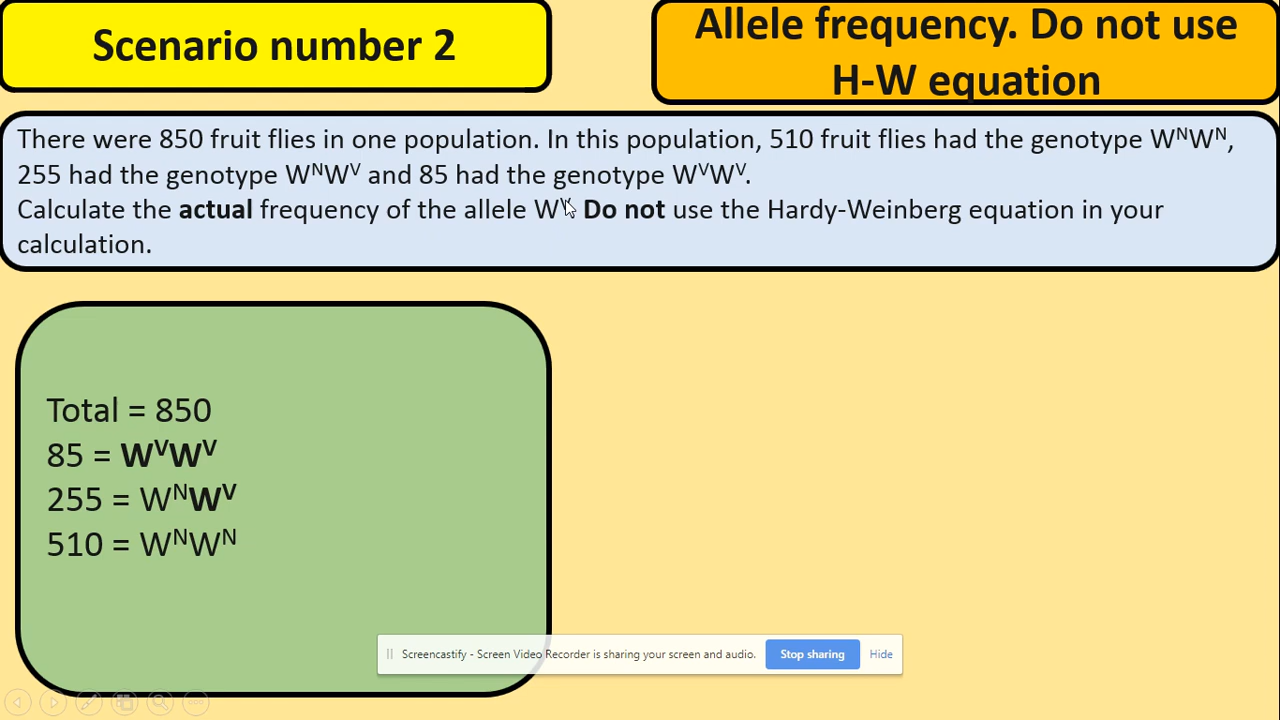 Scenario number 2
Allele frequency. Do not use
H-W equation
There were 850 fruit flies in one population. In this population, 510 fruit flies had the genotype WᴺWᴺ,
255 had the genotype WᴺWⱽ and 85 had the genotype WⱽWⱽ.
Calculate the actual frequency of the allele Wⱽ Do not use the Hardy-Weinberg equation in your
calculation.
Total = 850
85 = WⱽWⱽ
255 = WᴺWⱽ
510 = WᴺWᴺ
Screencastify - Screen Video Recorder is sharing your screen and audio.
Stop sharing
Hide